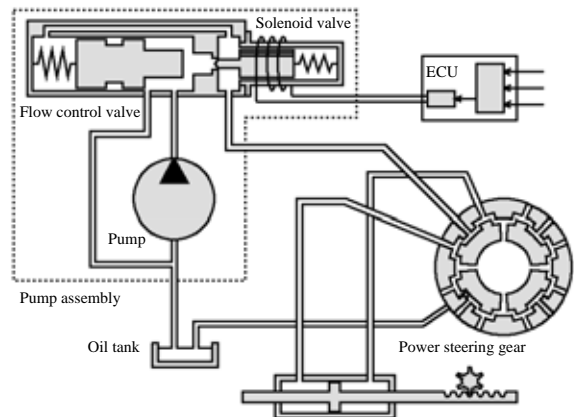 Solenoid valve
ECU
Flow control valve
Pump
Pump assembly
Oil tank
Power steering gear